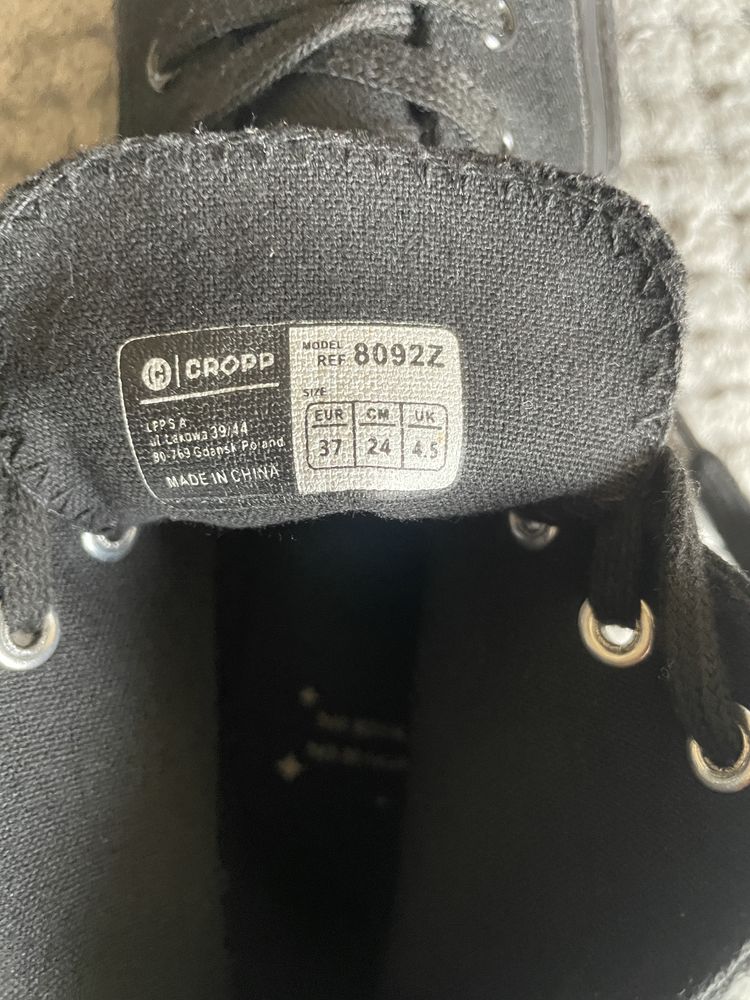 CROPP
LPP S.A
ul. Łąkowa 39/44
80-769 Gdansk Poland
MADE IN CHINA
MODEL
REF 8092Z
SIZE
EUR CM UK
37 24 4.5